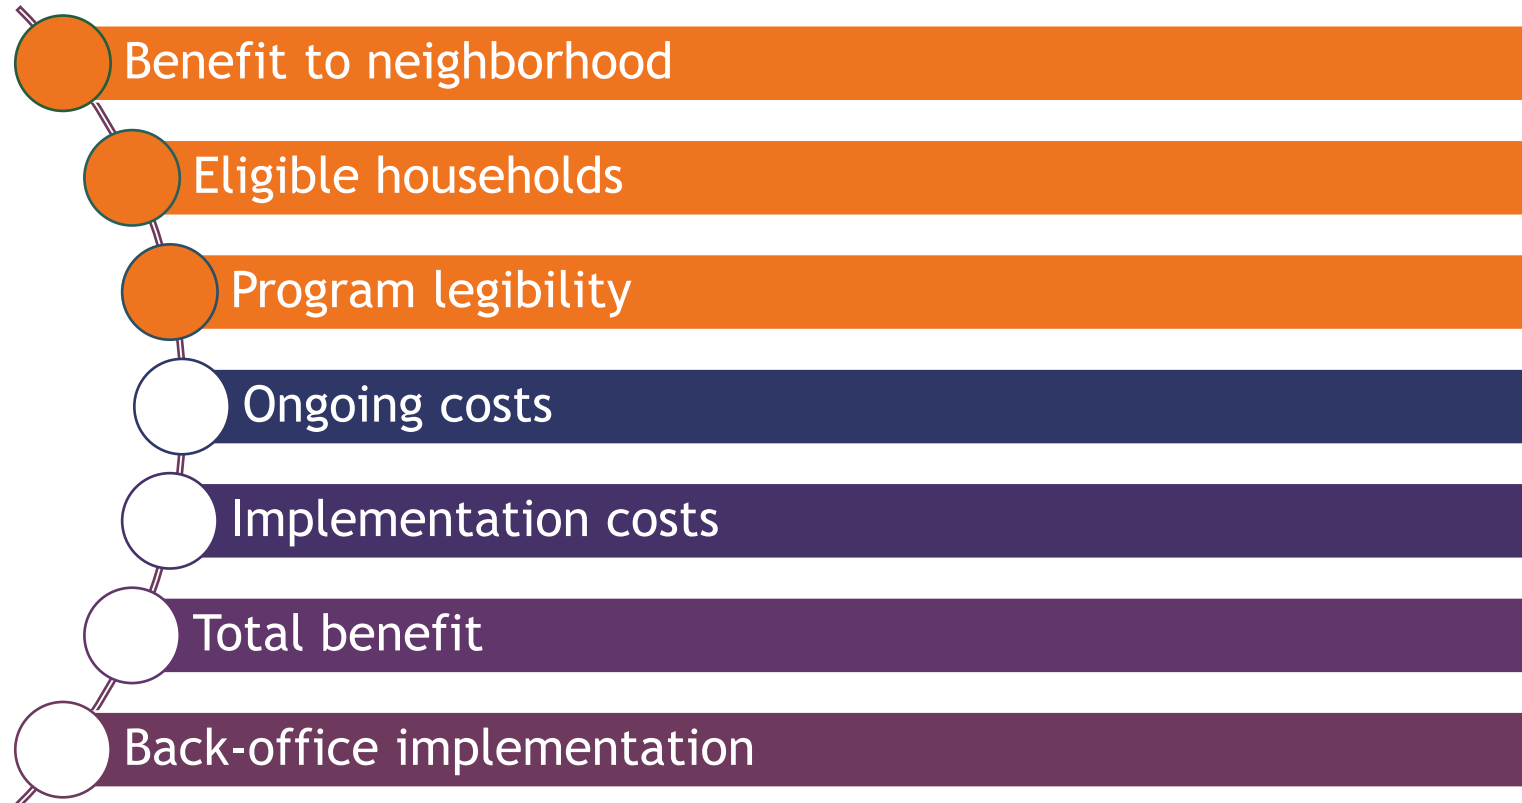 Benefit to neighborhood
Eligible households
Program legibility
Ongoing costs
Implementation costs
Total benefit
Back-office implementation